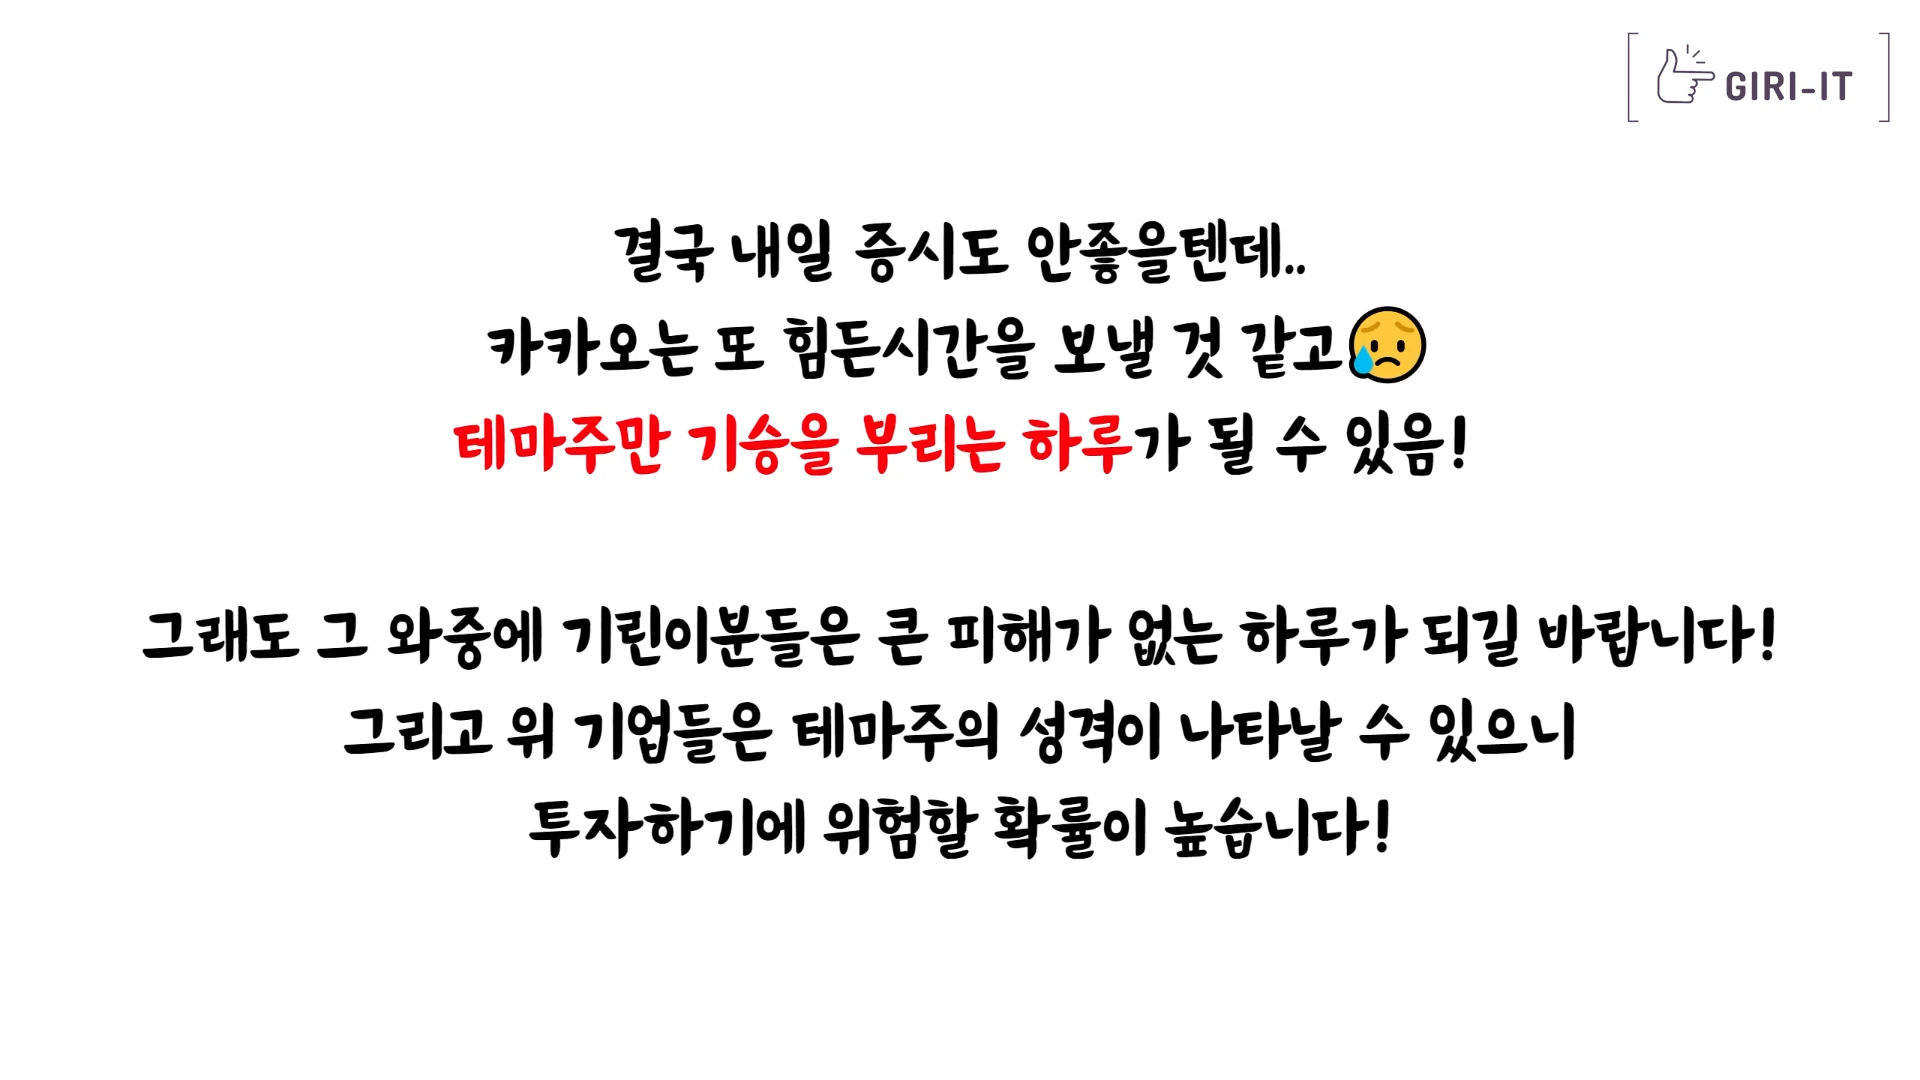 GIRI-IT
결국 내일 증시도 안좋을텐데..
카카오는 또 힘든시간을 보낼 것 같고😥
테마주만 기승을 부리는 하루가 될 수 있음!
그래도 그 와중에 기린이분들은 큰 피해가 없는 하루가 되길 바랍니다!
그리고 위 기업들은 테마주의 성격이 나타날 수 있으니
투자하기에 위험할 확률이 높습니다!